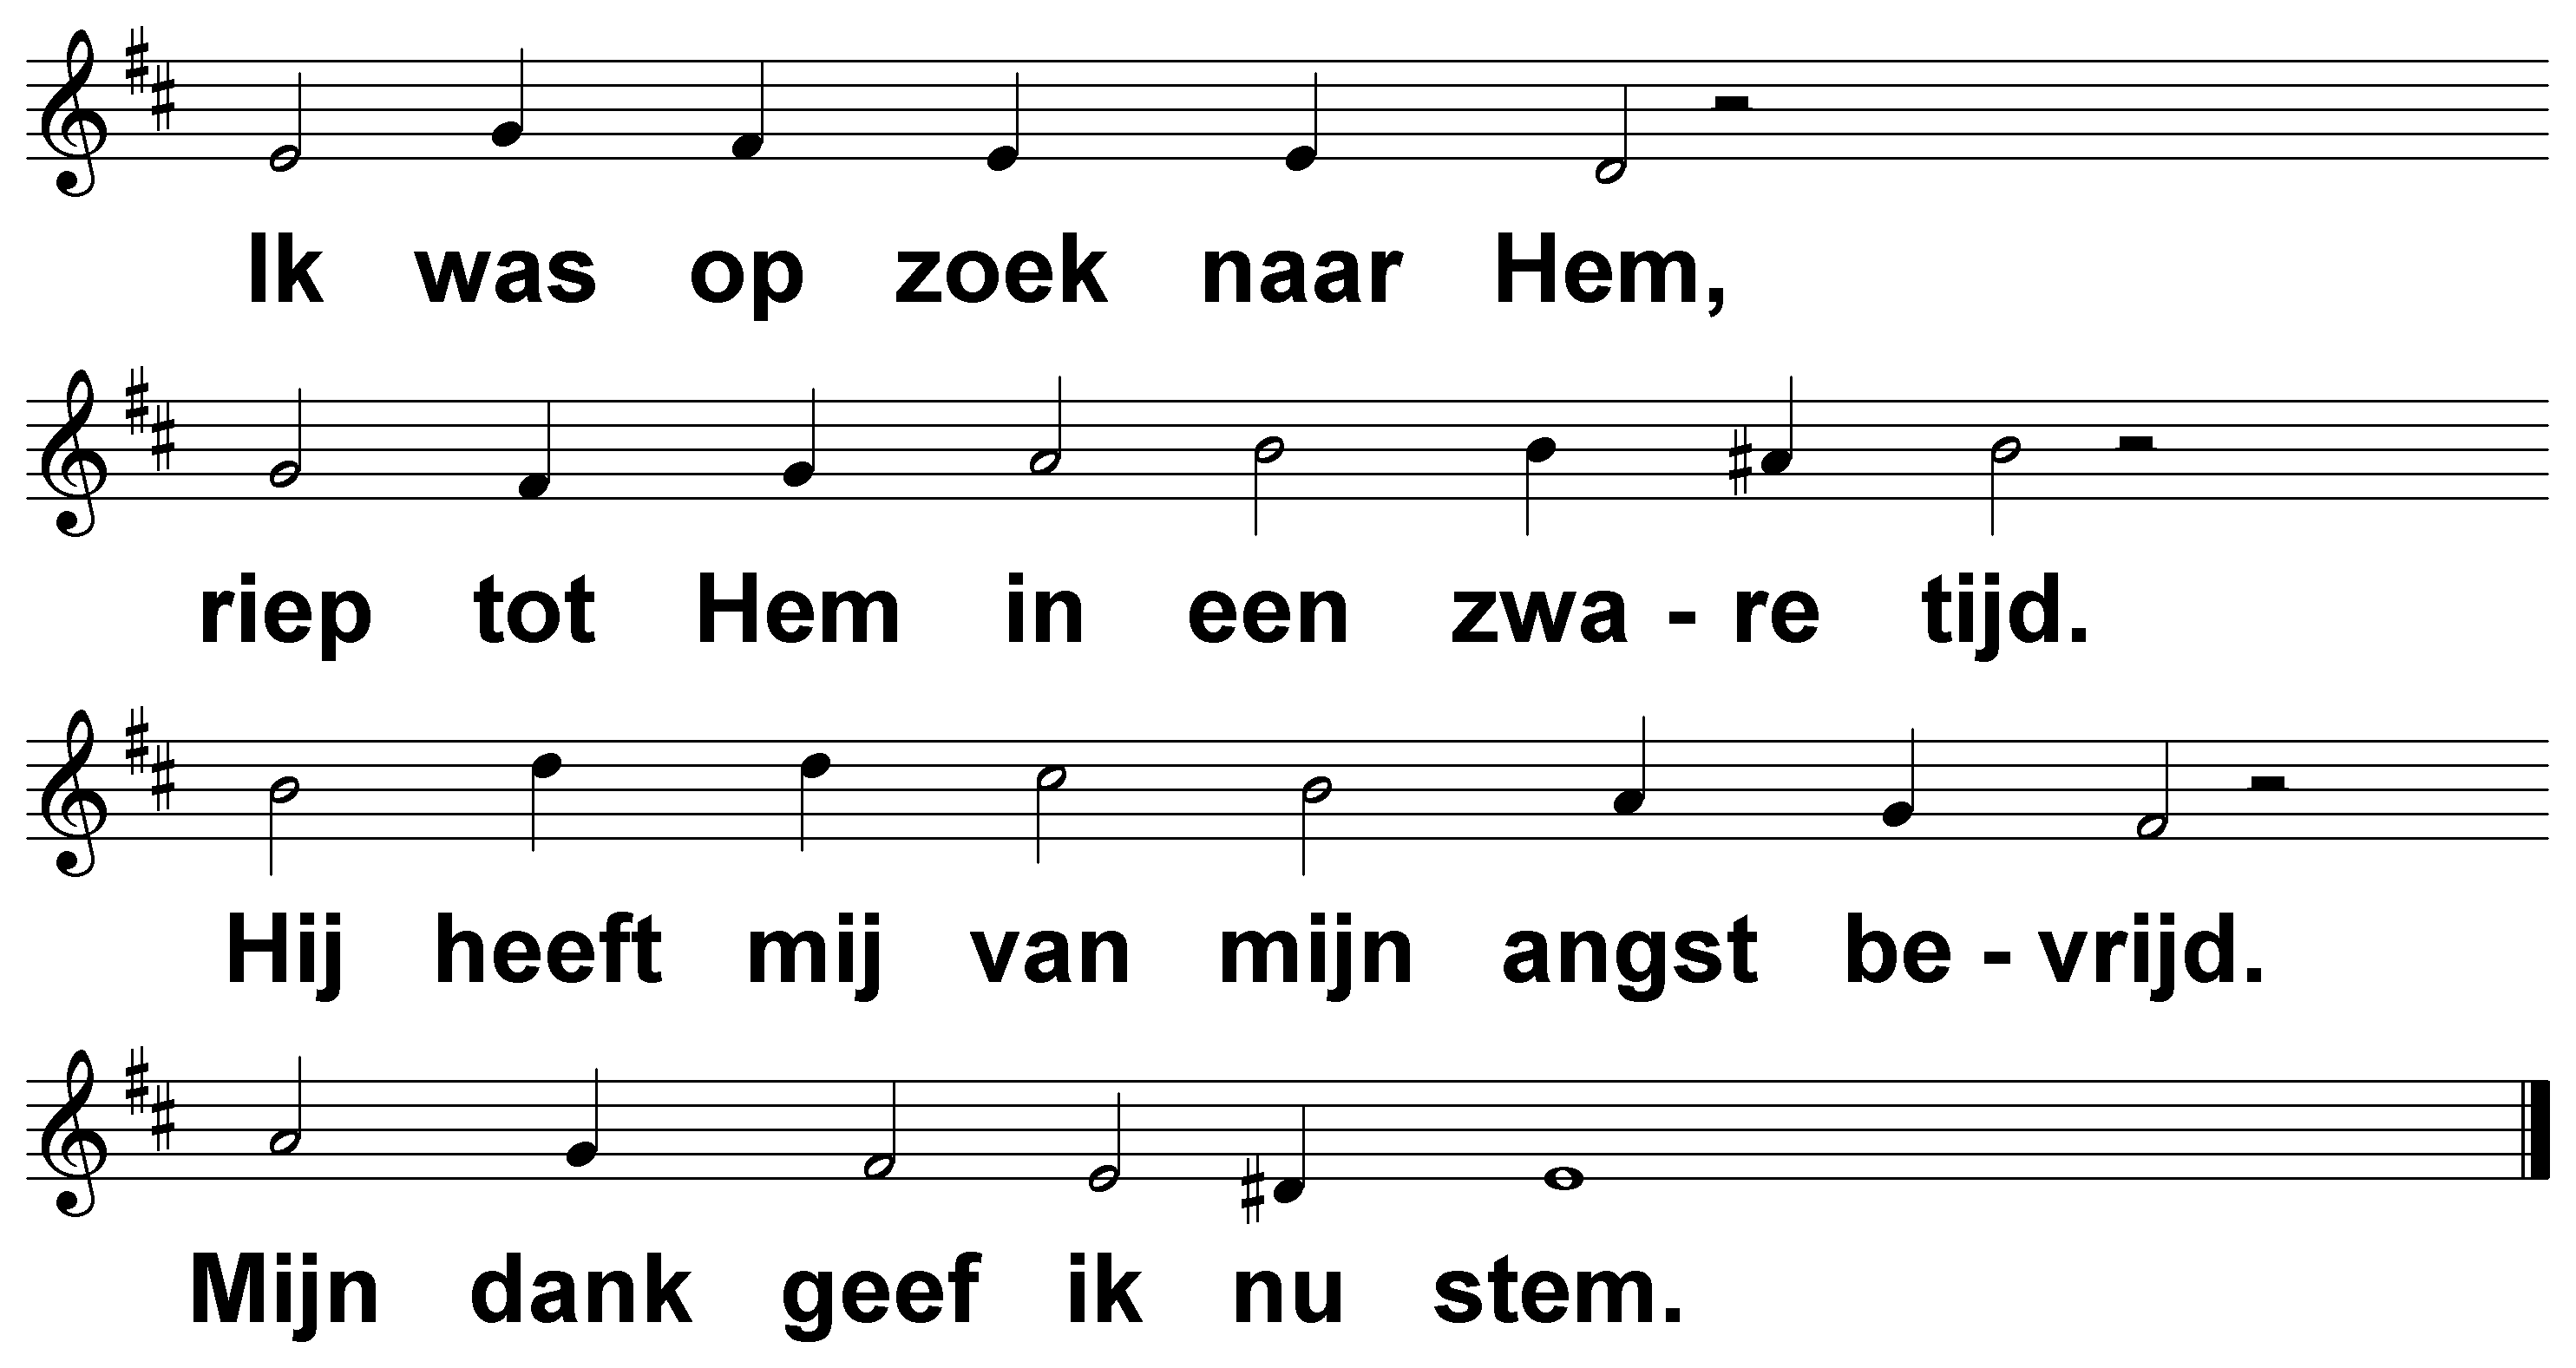 Ik was op zoek naar Hem,
riep tot Hem in een zwa - re tijd.
Hij heeft mij van mijn angst be - vrijd.
Mijn dank geef ik nu stem.